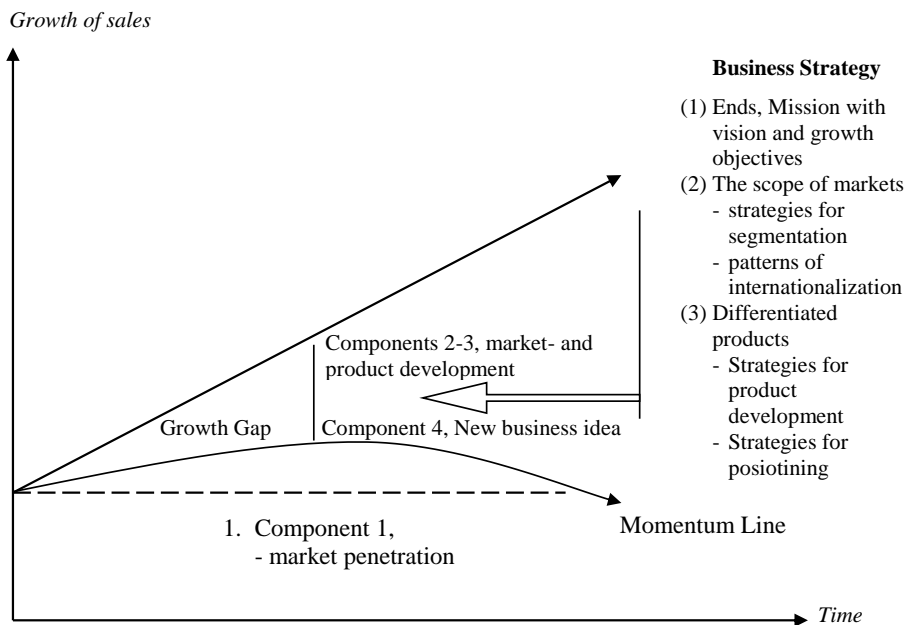 Growth of sales
Business Strategy
(1) Ends, Mission with
vision and growth
objectives
(2) The scope of markets
- strategies for
segmentation
- patterns of
internationalization
(3) Differentiated
products
- Strategies for
product
development
- Strategies for
posiotining
Components 2-3, market- and
product development
Growth Gap
Component 4, New business idea
Momentum Line
1. Component 1,
- market penetration
Time